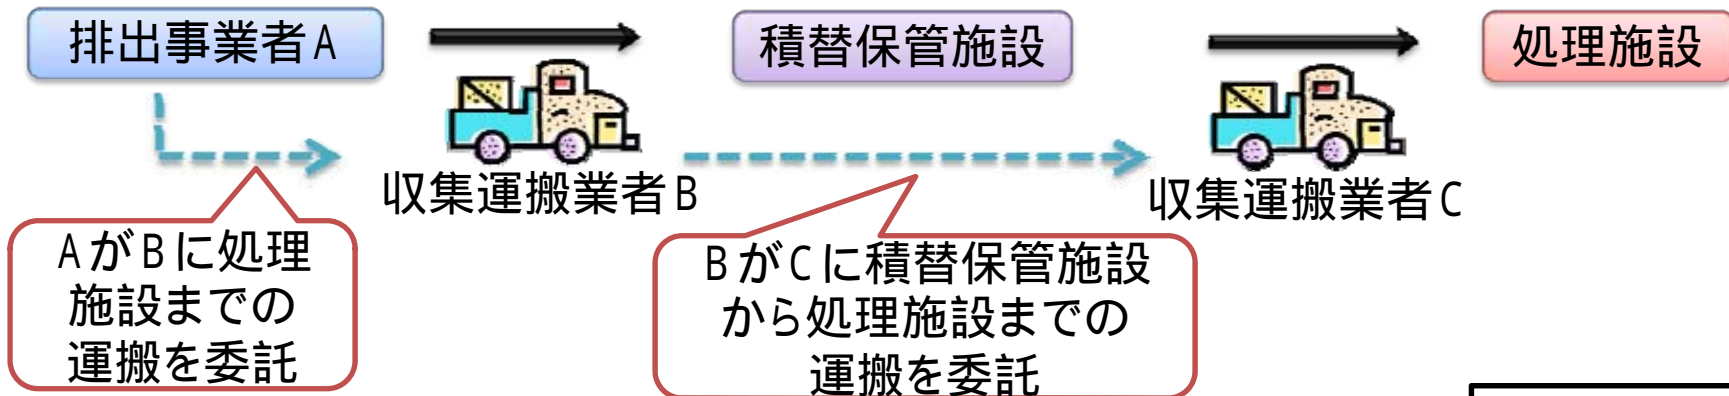 排出事業者A
積替保管施設
処理施設
収集運搬業者B
収集運搬業者C
AがBに処理
施設までの
運搬を委託
BがCに積替保管施設
から処理施設までの
運搬を委託